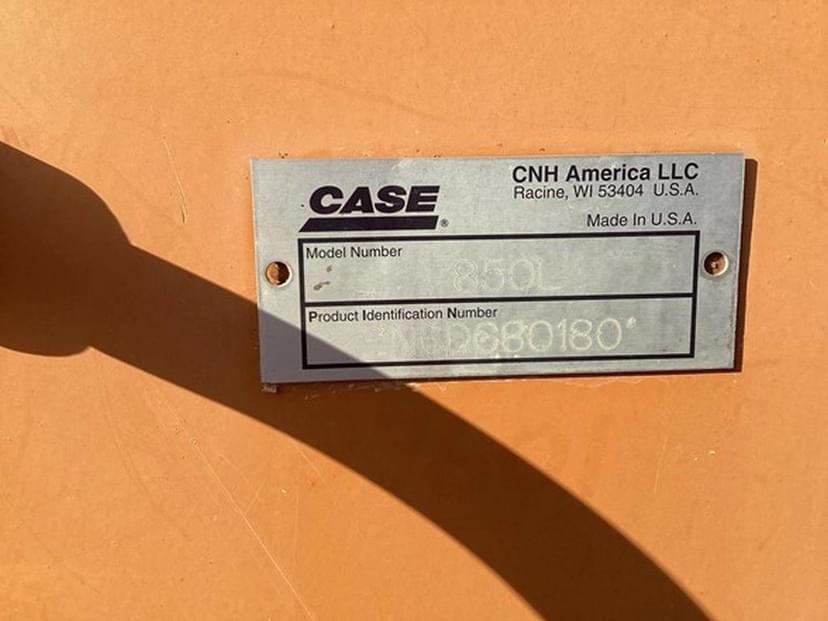 CASE®
CNH America LLC
Racine, WI 53404 U.S.A.
Made In U.S.A.
Model Number
850L
Product Identification Number